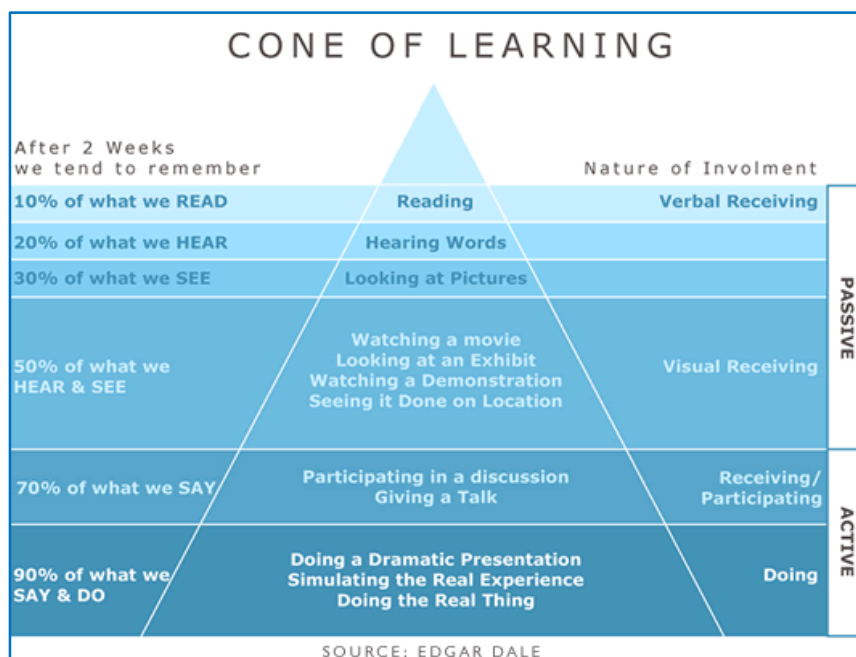 CONE OF LEARNING
After 2 Weeks
we tend to remember
Nature of Involment
10% of what we READ
Reading
Verbal Receiving
20% of what we HEAR
Hearing Words
30% of what we SEE
Looking at Pictures
50% of what we
HEAR & SEE
Watching a movie
Looking at an Exhibit
Watching a Demonstration
Seeing it Done on Location
Visual Receiving
PASSIVE
70% of what we SAY
Participating in a discussion
Giving a Talk
Receiving/
Participating
90% of what we
SAY & DO
Doing a Dramatic Presentation
Simulating the Real Experience
Doing the Real Thing
Doing
ACTIVE
SOURCE: EDGAR DALE